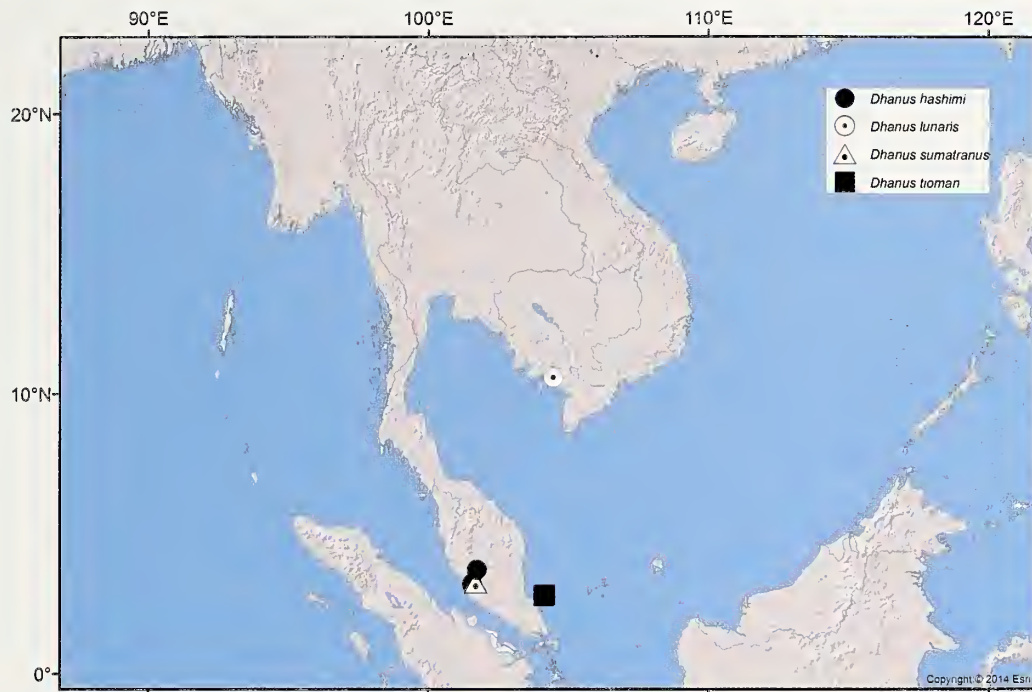 90°E 100°E 110°E 120°E
20°N
10°N
0°
Dhanus hashimi
Dhanus lunaris
Dhanus sumatranus
Dhanus tioman
Copyright © 2014 Esri